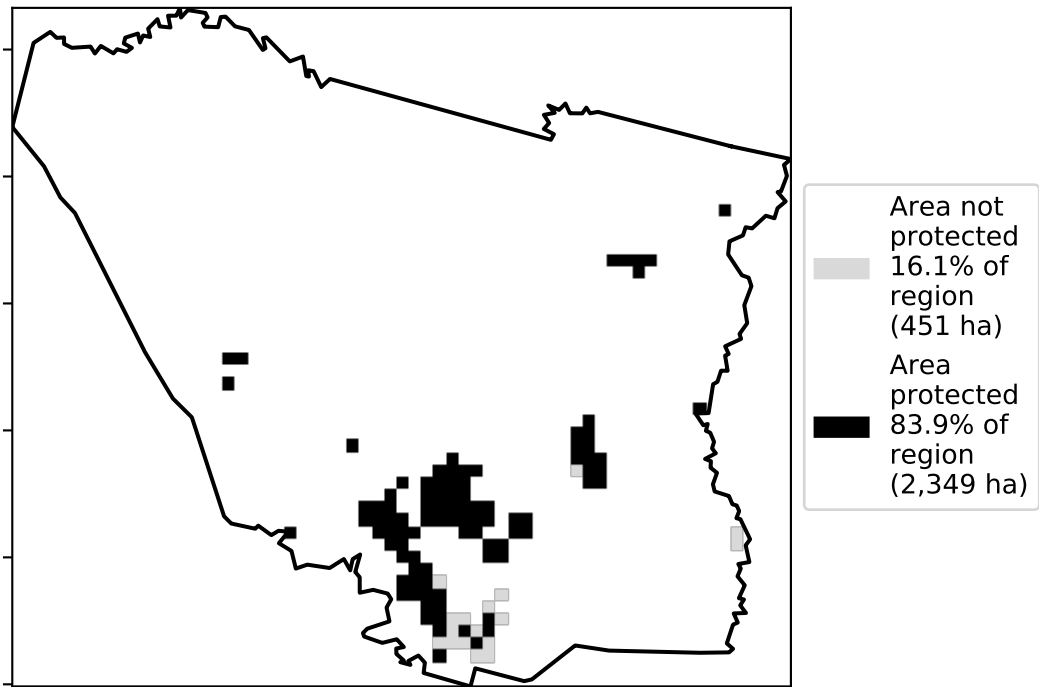 Area not
protected
16.1% of
region
(451 ha)
Area
protected
83.9% of
region
(2,349 ha)